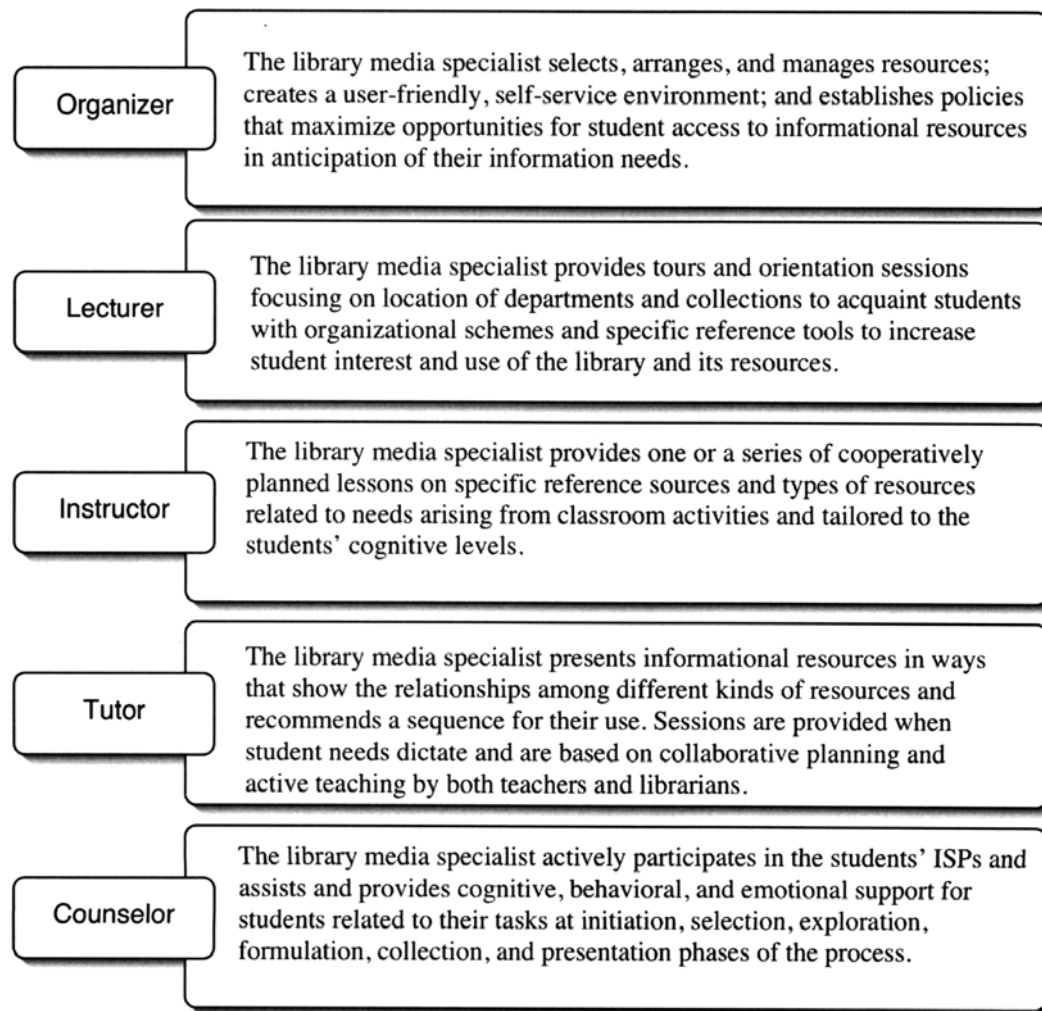 Organizer
The library media specialist selects, arranges, and manages resources;
creates a user-friendly, self-service environment; and establishes policies
that maximize opportunities for student access to informational resources
in anticipation of their information needs.
Lecturer
The library media specialist provides tours and orientation sessions
focusing on location of departments and collections to acquaint students
with organizational schemes and specific reference tools to increase
student interest and use of the library and its resources.
Instructor
The library media specialist provides one or a series of cooperatively
planned lessons on specific reference sources and types of resources
related to needs arising from classroom activities and tailored to the
students’ cognitive levels.
Tutor
The library media specialist presents informational resources in ways
that show the relationships among different kinds of resources and
recommends a sequence for their use. Sessions are provided when
student needs dictate and are based on collaborative planning and
active teaching by both teachers and librarians.
Counselor
The library media specialist actively participates in the students’ ISPs and
assists and provides cognitive, behavioral, and emotional support for
students related to their tasks at initiation, selection, exploration,
formulation, collection, and presentation phases of the process.